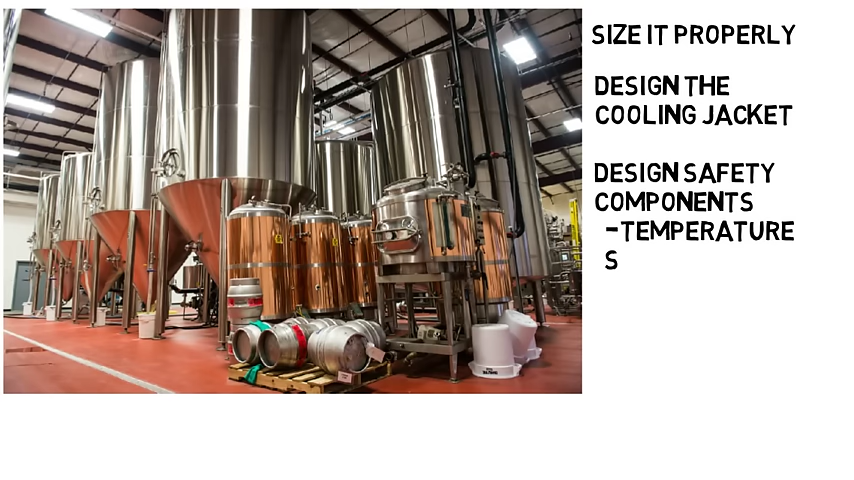 SIZE IT PROPERLY
DESIGN THE
COOLING JACKET
DESIGN SAFETY
COMPONENTS
-TEMPERATURE
S